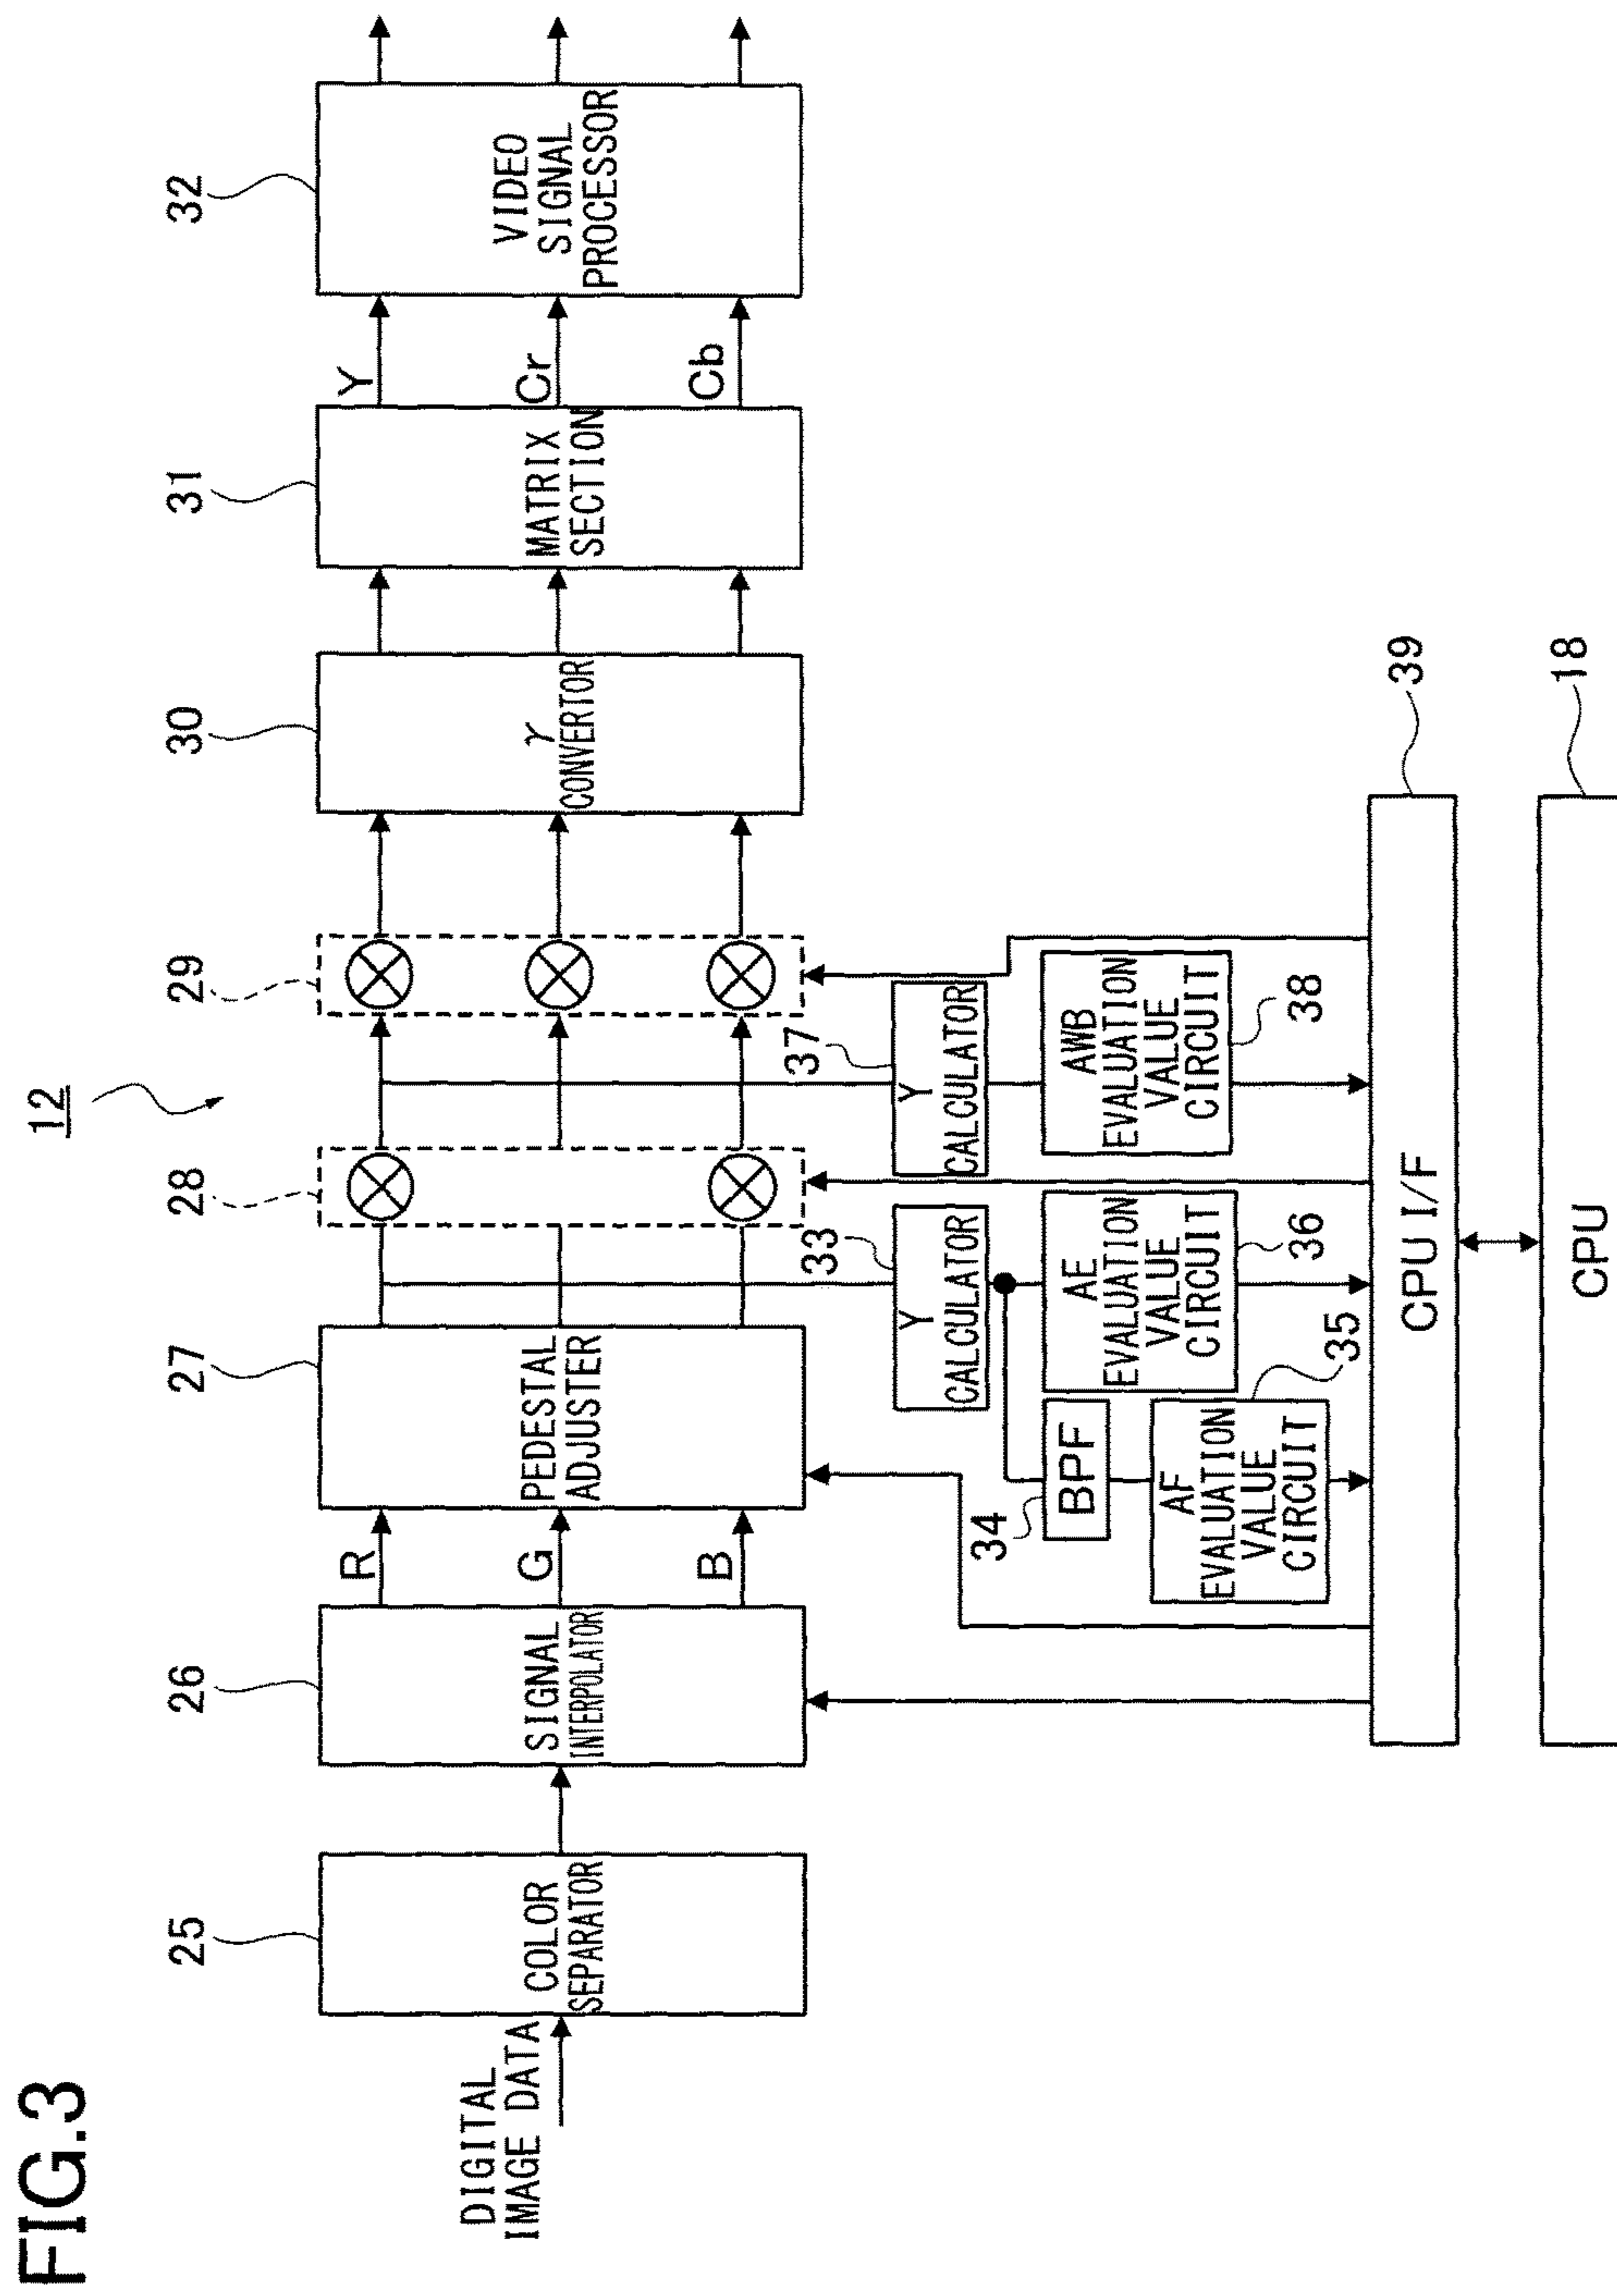 FIG.3
12
25
26
27
28
29
30
31
32
DIGITAL
IMAGE DATA
COLOR
SEPARATOR
SIGNAL
INTERPOLATOR
R
G
B
PEDESTAL
ADJUSTER
γ
CONVERTOR
MATRIX
SECTION
Y
Cr
Cb
VIDEO
SIGNAL
PROCESSOR
33
Y
CALCULATOR
37
Y
CALCULATOR
34
BPF
AF
EVALUATION
VALUE
CIRCUIT
35
AE
EVALUATION
VALUE
CIRCUIT
36
AWB
EVALUATION
VALUE
CIRCUIT
38
CPU I/F
39
CPU
18